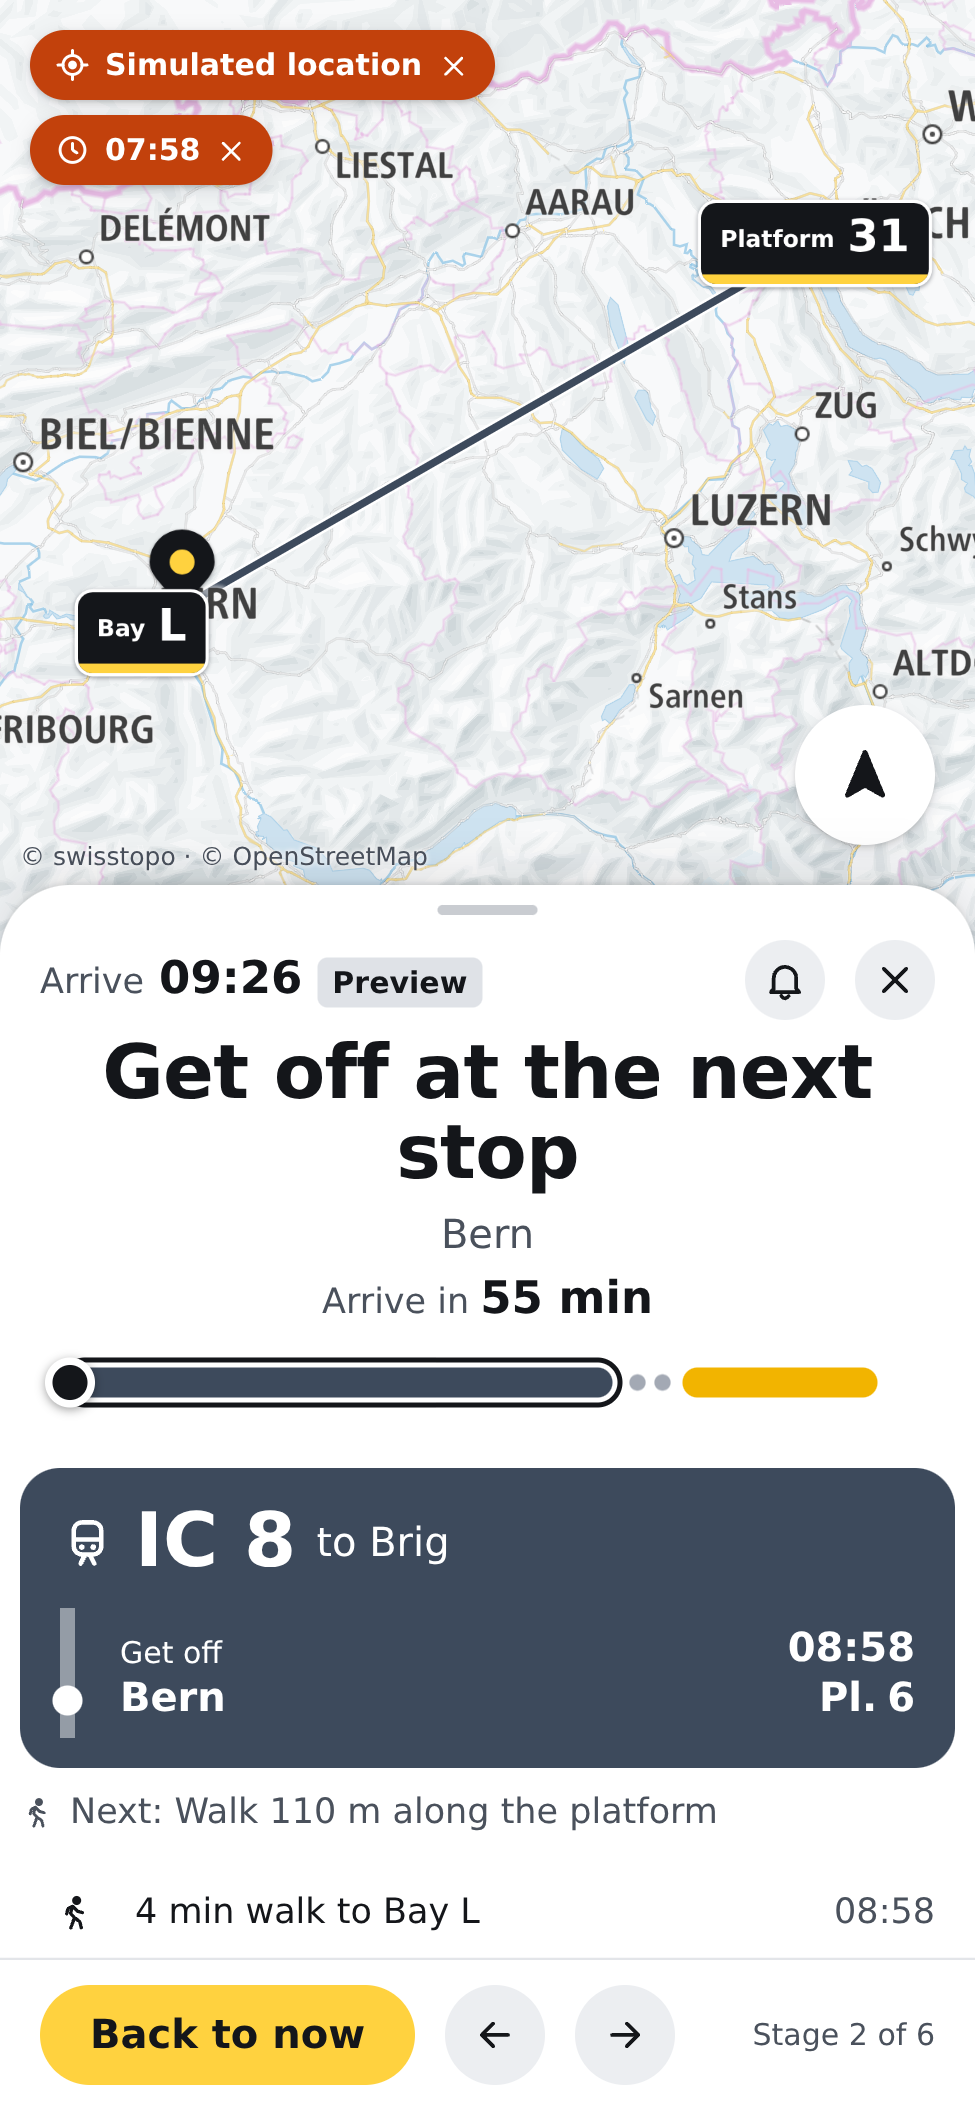 Simulated location
07:58
LIESTAL
AARAU
DELÉMONT
Platform 31
CH
BIEL/BIENNE
ZUG
LUZERN
Schwy
RN
Bay L
Stans
ALTD
Sarnen
FRIBOURG
© swisstopo · © OpenStreetMap
Arrive 09:26 Preview
Get off at the next
stop
Bern
Arrive in 55 min
IC 8 to Brig
Get off
08:58
Bern
Pl. 6
Next: Walk 110 m along the platform
4 min walk to Bay L 08:58
Back to now
Stage 2 of 6